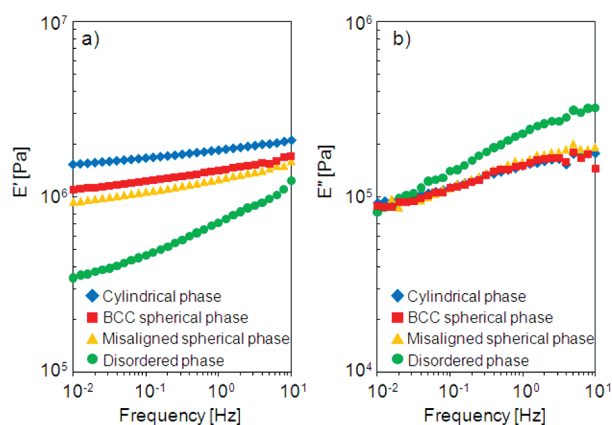 a)
E' [Pa]
10⁷
10⁶
10⁵
Cylindrical phase
BCC spherical phase
Misaligned spherical phase
Disordered phase
10⁻² 10⁻¹ 10⁰ 10¹
Frequency [Hz]
b)
E" [Pa]
10⁶
10⁵
10⁴
Cylindrical phase
BCC spherical phase
Misaligned spherical phase
Disordered phase
10⁻² 10⁻¹ 10⁰ 10¹
Frequency [Hz]